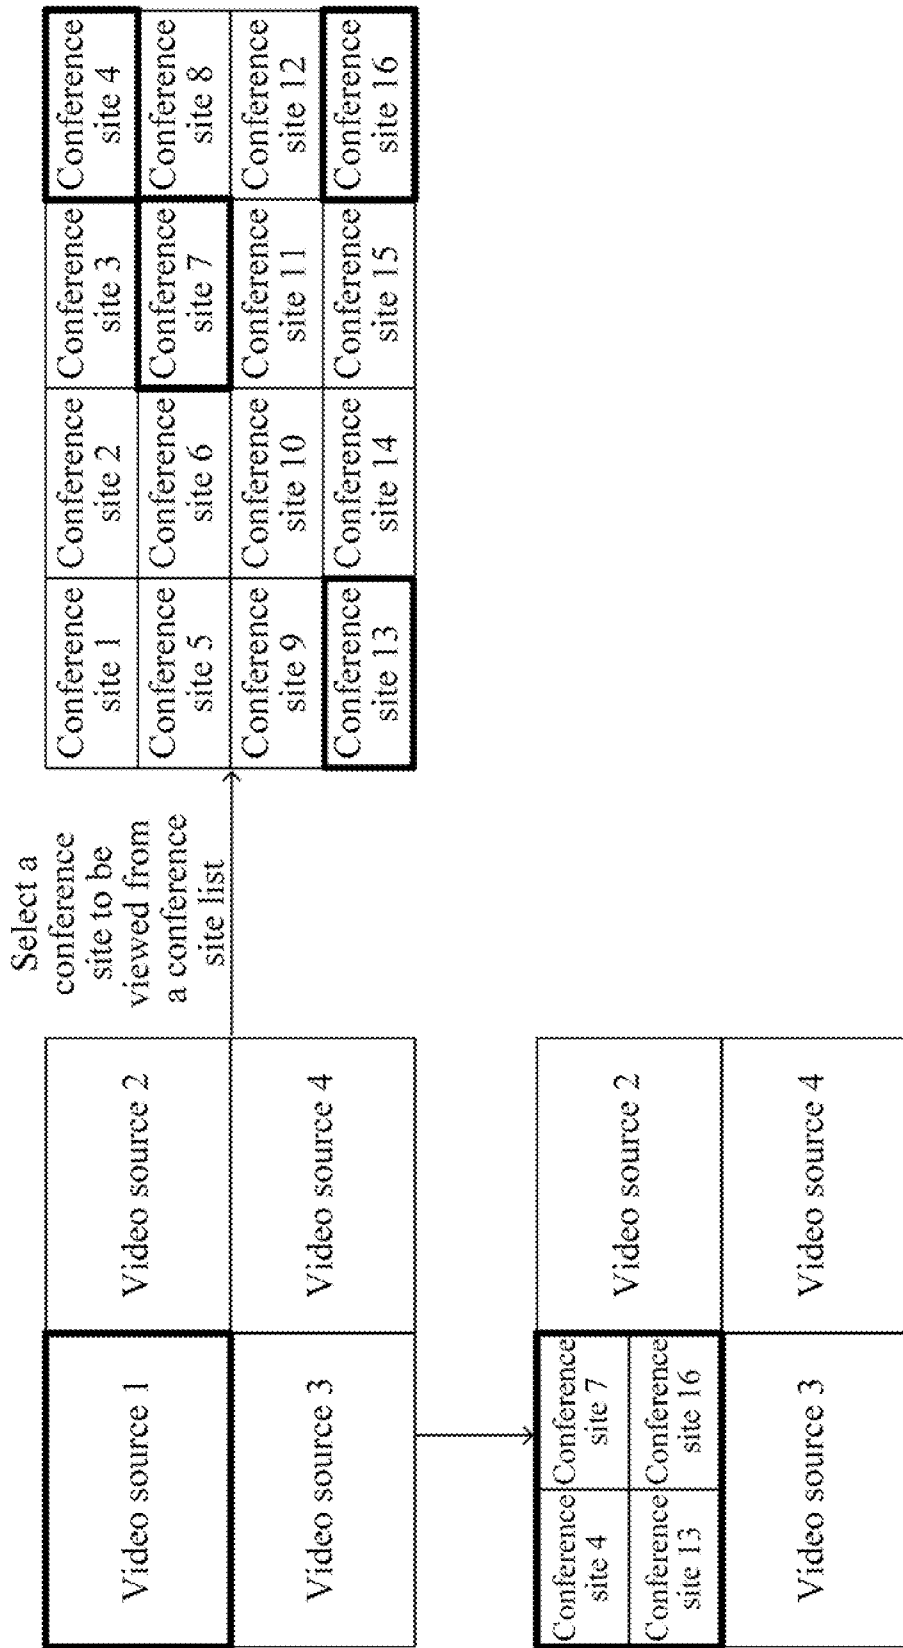 Video source 1
Video source 2
Video source 3
Video source 4
Select a
conference
site to be
viewed from
a conference
site list
Conference
site 1
Conference
site 2
Conference
site 3
Conference
site 4
Conference
site 5
Conference
site 6
Conference
site 7
Conference
site 8
Conference
site 9
Conference
site 10
Conference
site 11
Conference
site 12
Conference
site 13
Conference
site 14
Conference
site 15
Conference
site 16
Conference
site 4
Conference
site 7
Conference
site 13
Conference
site 16
Video source 2
Video source 3
Video source 4